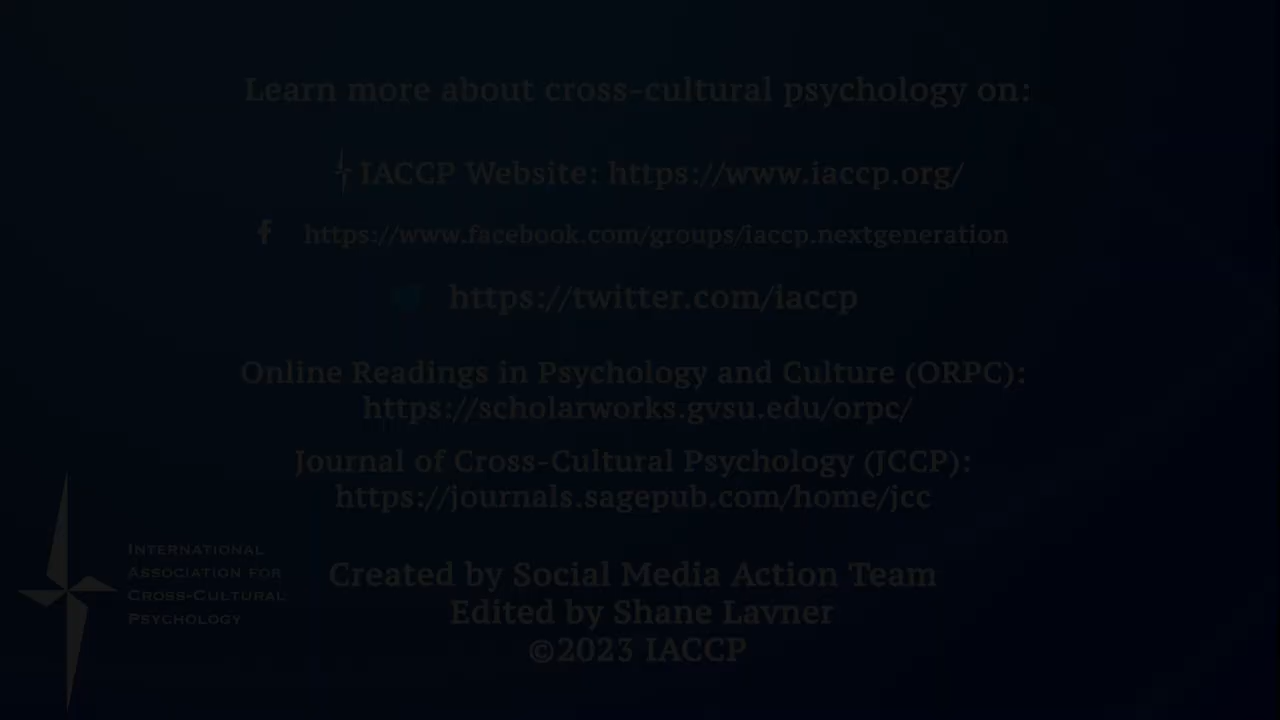 Learn more about cross-cultural psychology on:
IACCP Website: https://www.iaccp.org/
https://www.facebook.com/groups/iaccp.nextgeneration
https://twitter.com/iaccp
Online Readings in Psychology and Culture (ORPC):
https://scholarworks.gvsu.edu/orpc/
Journal of Cross-Cultural Psychology (JCCP):
https://journals.sagepub.com/home/jcc
International
Association for
Cross-Cultural
Psychology
Created by Social Media Action Team
Edited by Shane Lavner
©2023 IACCP